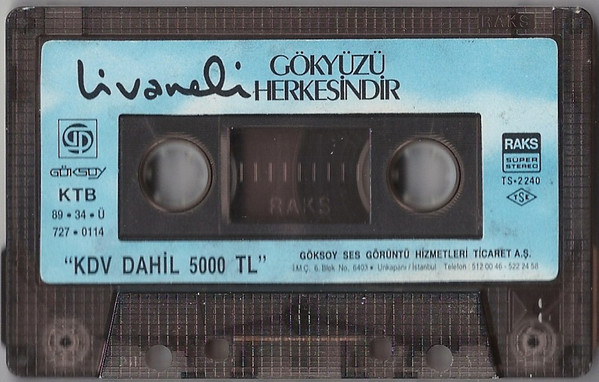 RAKS
Livaneli GÖKYÜZÜ
HERKESİNDİR
GÖKSOY
KTB
89 • 34 • Ü
727 • 0114
RAKS
RAKS
SÜPER
STEREO
TS•2240
TSK
GÖKSOY SES GÖRÜNTÜ HİZMETLERİ TİCARET A.Ş.
İ.M.Ç. 6. Blok No. 6403 • Unkapanı / İstanbul Telefon : 512 00 46 - 522 24 58
"KDV DAHİL 5000 TL"